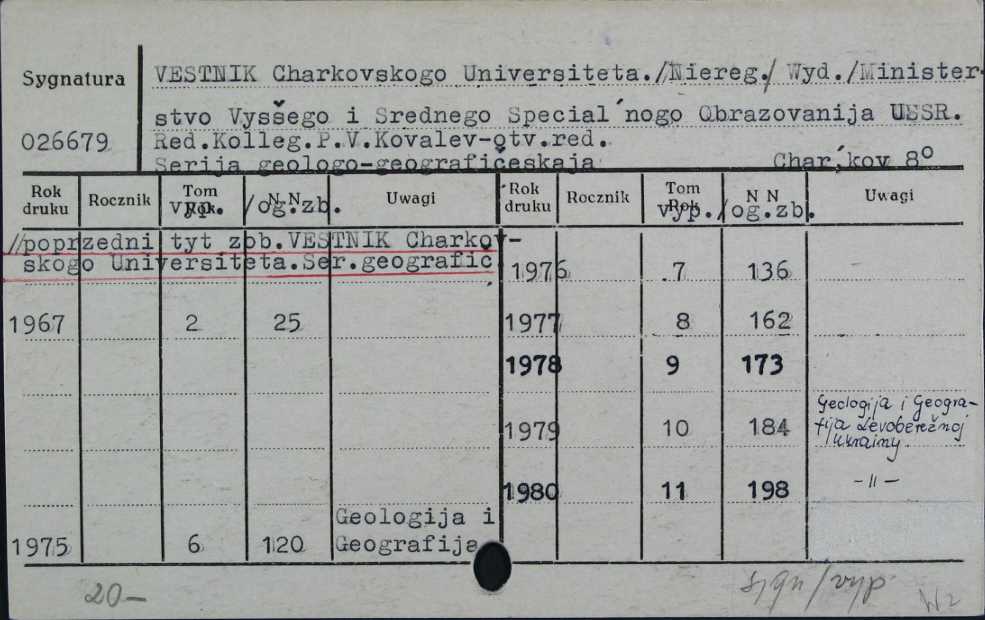 Sygnatura
026679
VESTNIK Charkovskogo Universiteta./Niereg./ Wyd./Minister-
stvo Vysšego i Srednego Special´nogo Obrazovanija USSR.
Red.Kolleg.P.V.Kovalev-otv.red.
Serija geologo-geografičeskaja Char´kov 8º
Rok druku Rocznik Tom Rok N N Uwagi Rok druku Rocznik Tom Rok N N Uwagi
vyp. /og.zb. vyp./og.zb.
//poprzedni tyt zbb.VESTNIK Charkov-
skogo Universiteta.Ser.geografic.
1976 7 136
1967 2 25 1977 8 162
1978 9 173
1979 10 184 Geologija i Geogra-
fija Levoberežnoj
Ukrainy.
1980 11 198 -"-
Geologija i
1975 6 120 Geografija
20-
sygn/vyp.